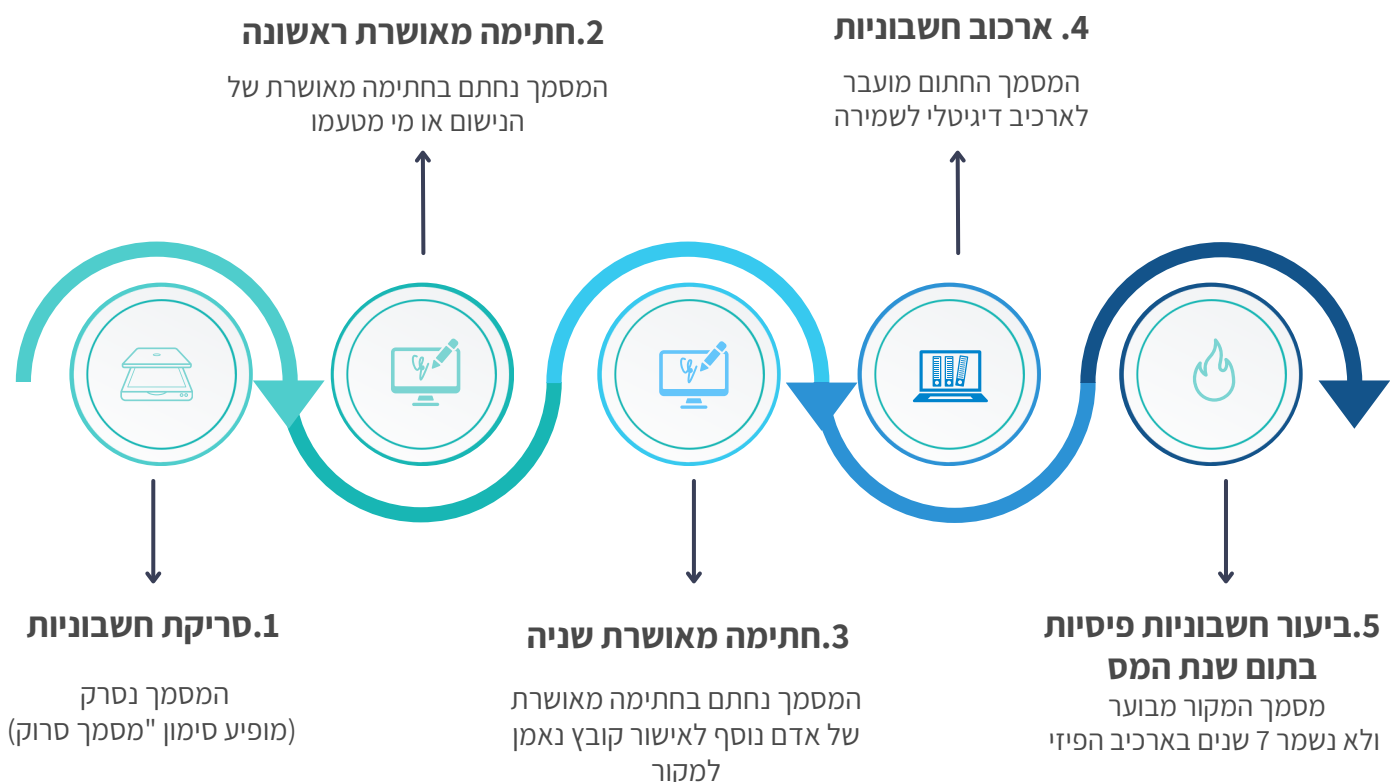 1.סריקת חשבוניות
המסמך נסרק
(מופיע סימון "מסמך סרוק)
2.חתימה מאושרת ראשונה
המסמך נחתם בחתימה מאושרת של
הנישום או מי מטעמו
3.חתימה מאושרת שניה
המסמך נחתם בחתימה מאושרת
של אדם נוסף לאישור קובץ נאמן
למקור
4. ארכוב חשבוניות
המסמך החתום מועבר
לארכיב דיגיטלי לשמירה
5.ביעור חשבוניות פיסיות
בתום שנת המס
מסמך המקור מבוער
ולא נשמר 7 שנים בארכיב הפיזי